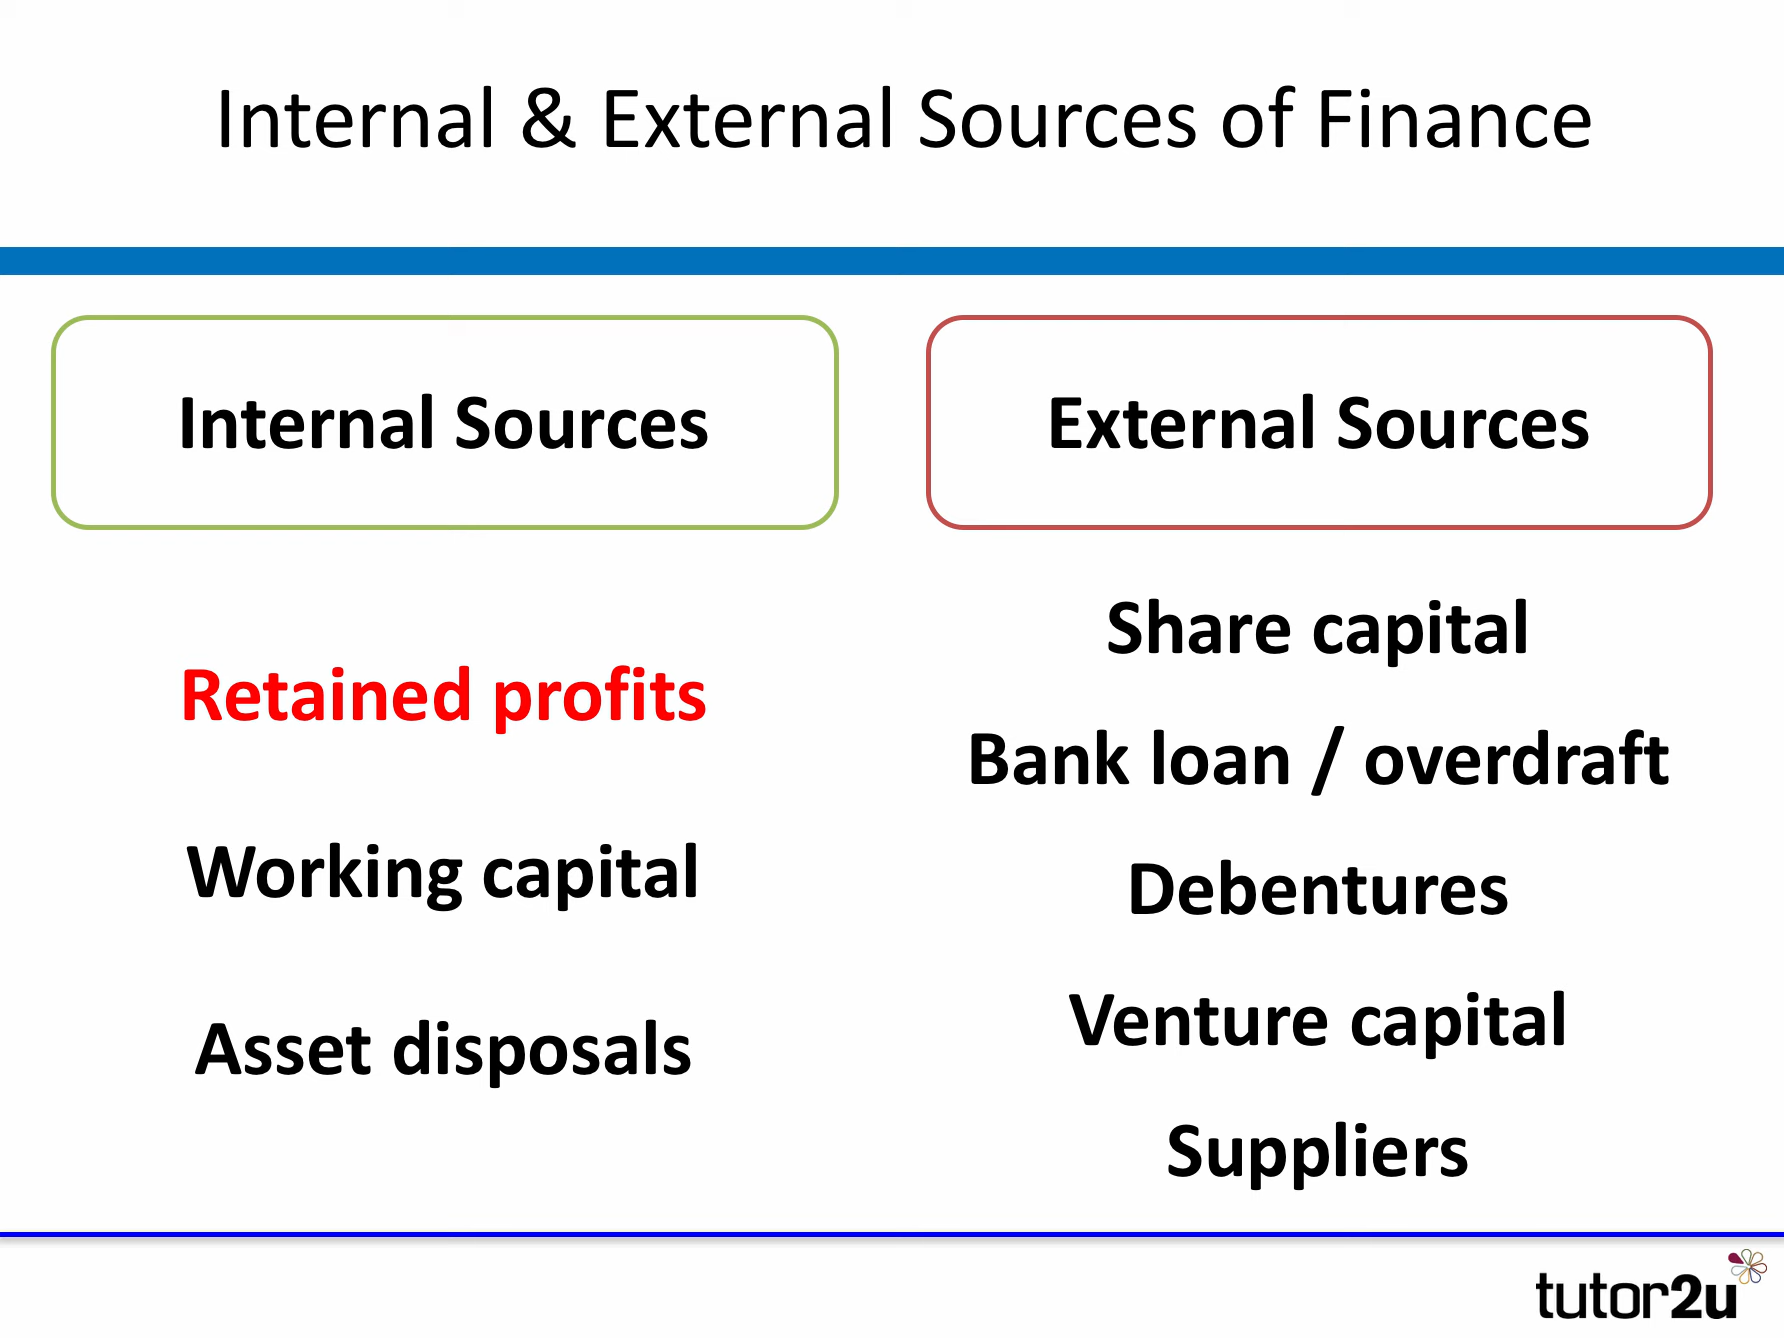 Internal & External Sources of Finance
Internal Sources
Retained profits
Working capital
Asset disposals
External Sources
Share capital
Bank loan / overdraft
Debentures
Venture capital
Suppliers
tutor2u